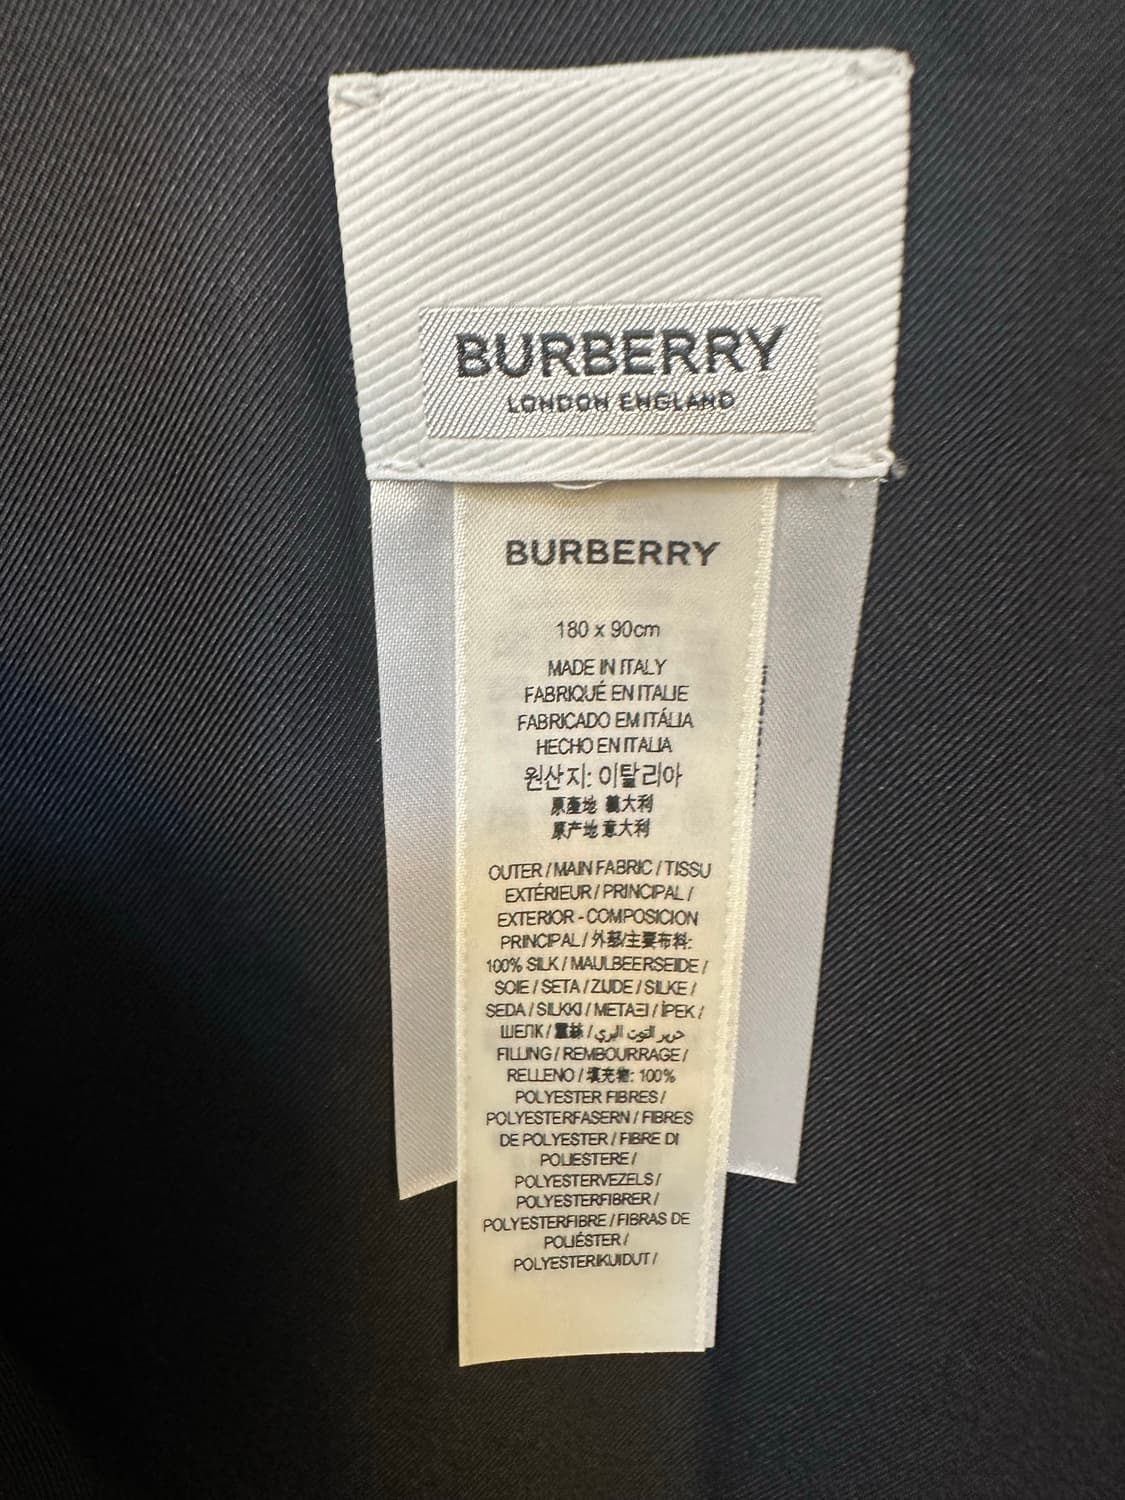 BURBERRY
LONDON ENGLAND
BURBERRY
180 x 90cm
MADE IN ITALY
FABRIQUÉ EN ITALIE
FABRICADO EM ITÁLIA
HECHO EN ITALIA
원산지: 이탈리아
原產地 義大利
原产地 意大利
OUTER / MAIN FABRIC / TISSU
EXTÉRIEUR / PRINCIPAL /
EXTERIOR - COMPOSICION
PRINCIPAL / 外部/主要布料:
100% SILK / MAULBEERSEIDE /
SOIE / SETA / ZIJDE / SILKE /
SEDA / SILKKI / ΜΕΤΑΞΙ / İPEK /
ШЕЛК / 蠶絲 / حرير التوت البري /
FILLING / REMBOURRAGE /
RELLENO / 填充物: 100%
POLYESTER FIBRES /
POLYESTERFASERN / FIBRES
DE POLYESTER / FIBRE DI
POLIESTERE /
POLYESTERVEZELS /
POLYESTERFIBRER /
POLYESTERFIBRE / FIBRAS DE
POLIÉSTER /
POLYESTERIKUIDUT /